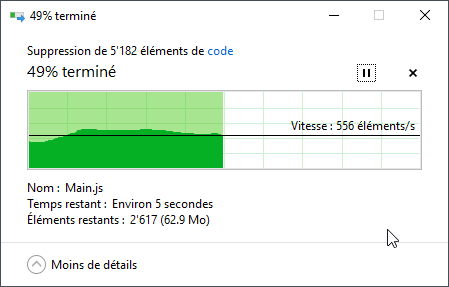 49% terminé
Suppression de 5'182 éléments de code
49% terminé
Vitesse : 556 éléments/s
Nom : Main.js
Temps restant : Environ 5 secondes
Éléments restants : 2'617 (62.9 Mo)
Moins de détails